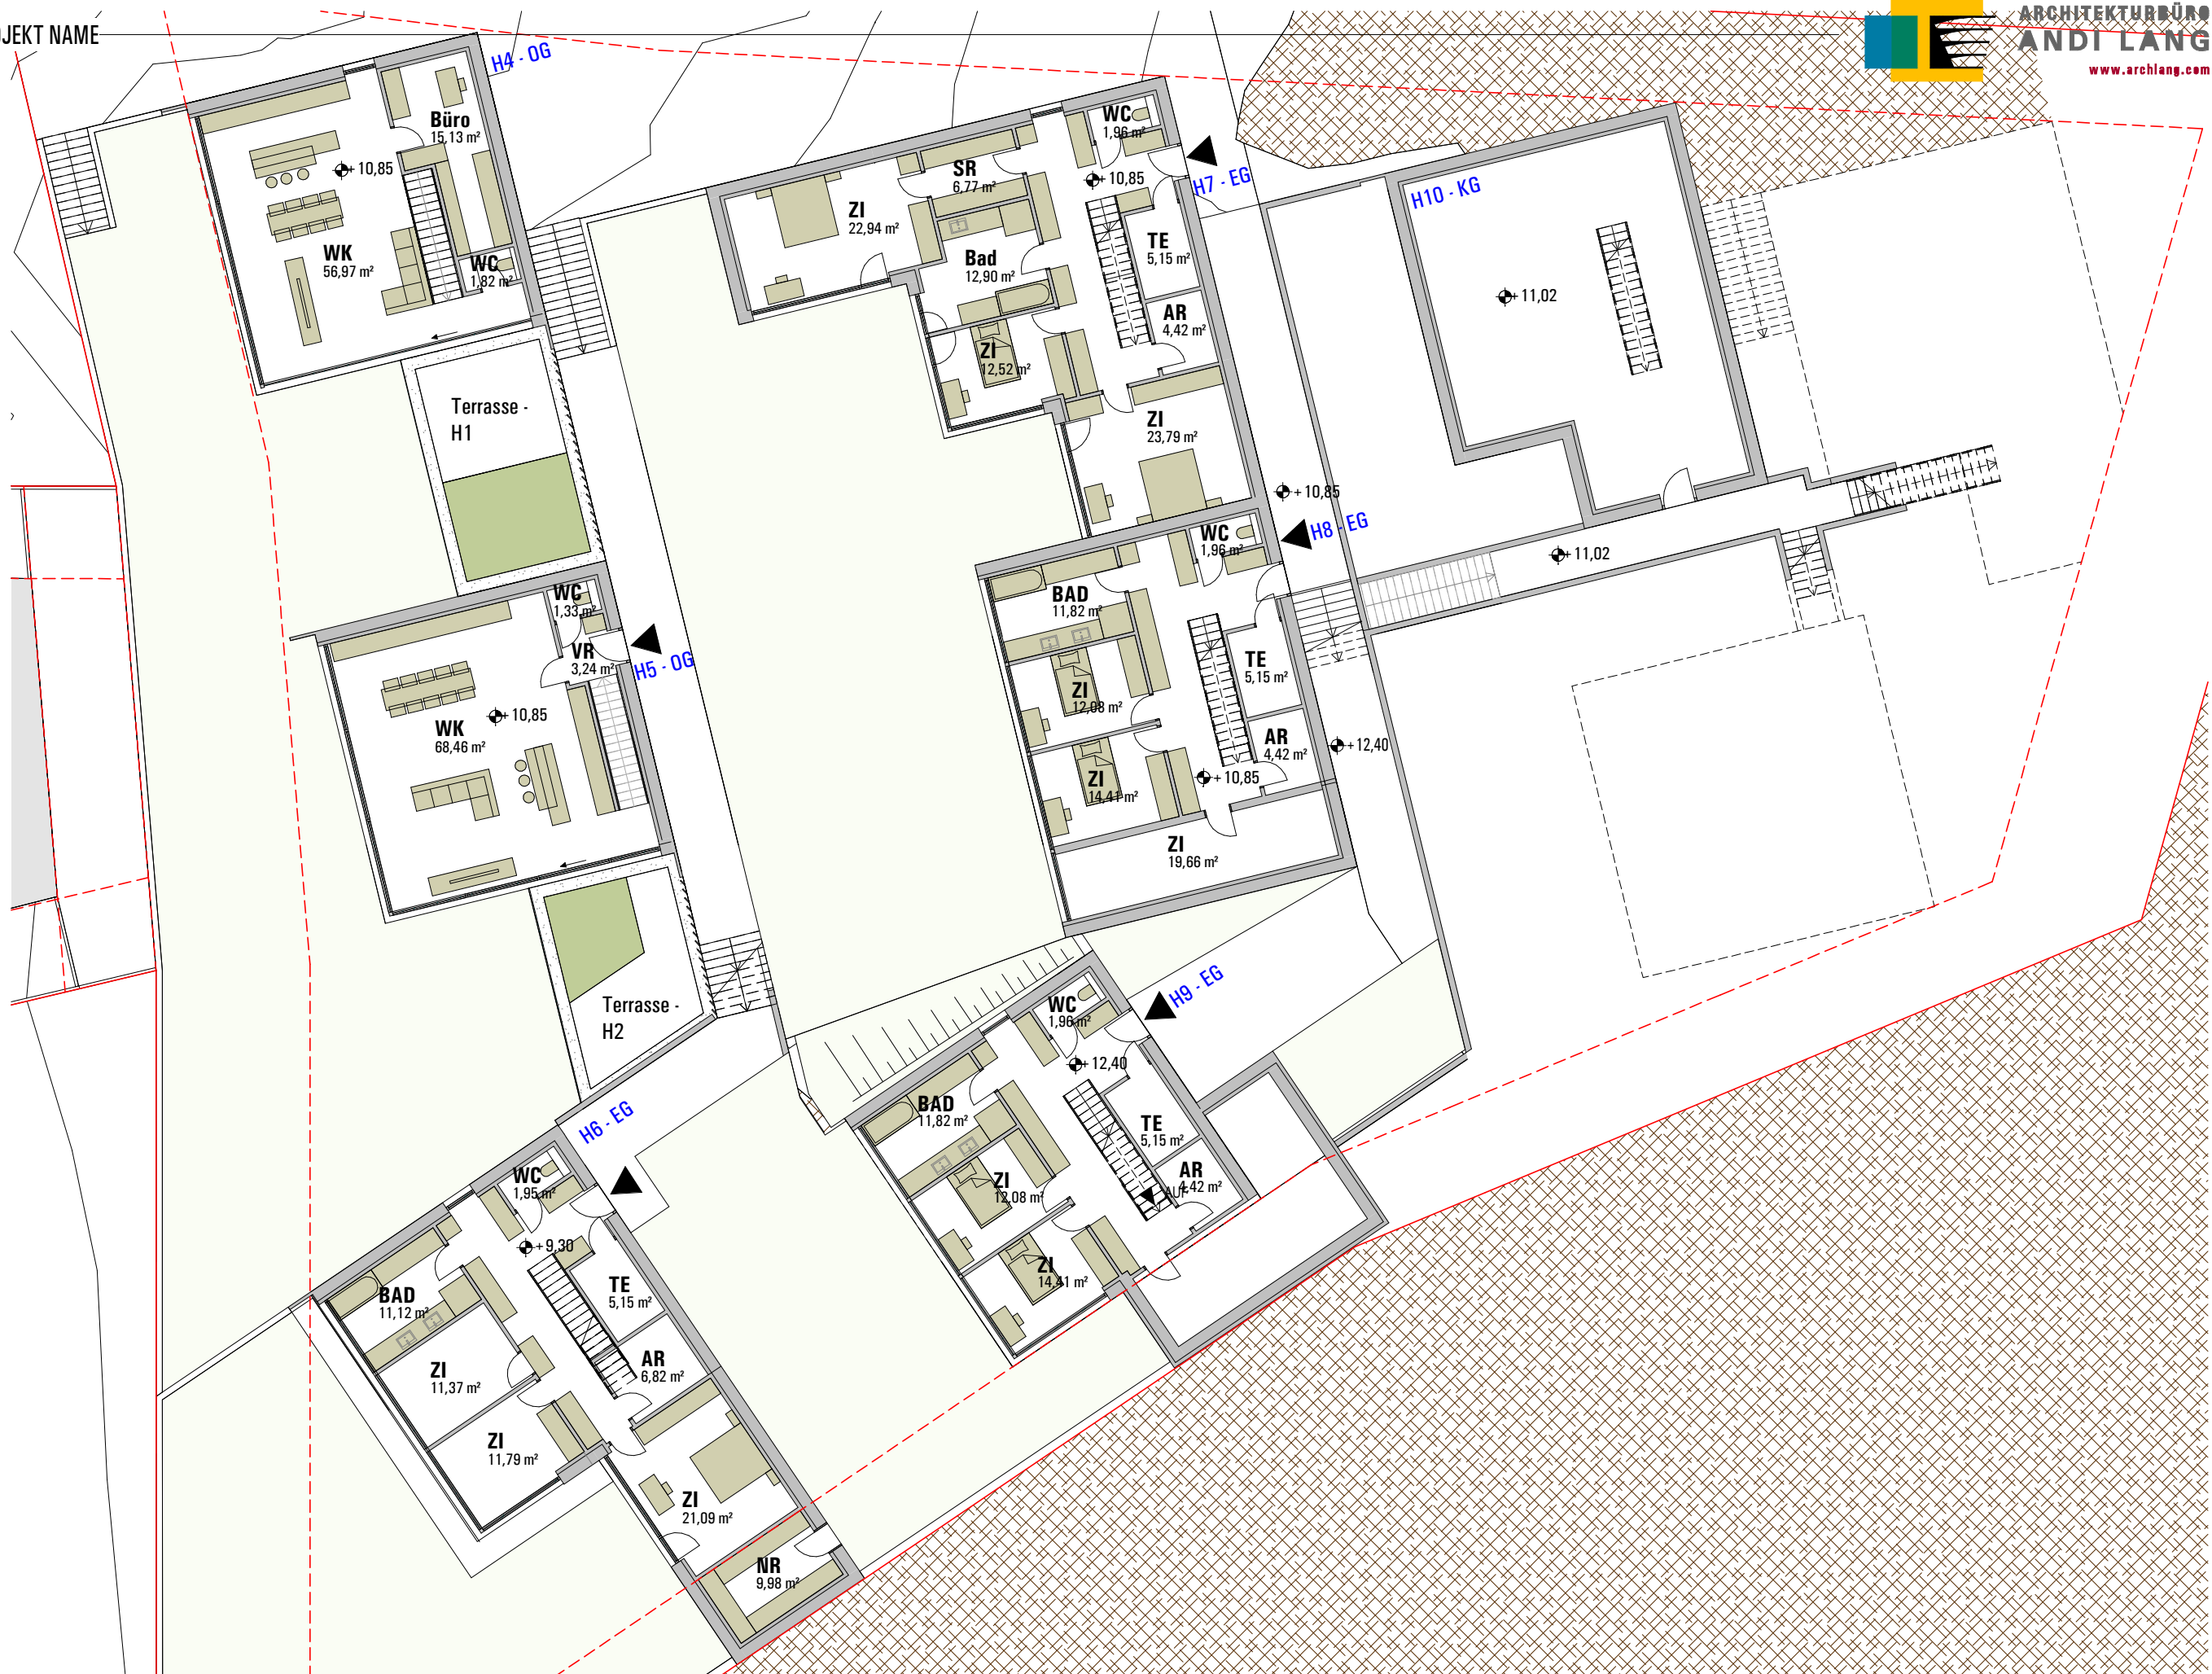 OJEKT NAME
ARCHITEKTURBÜRO
ANDI LANG
www.archlang.com
H4 - OG
Büro
15,13 m²
+ 10,85
WK
56,97 m²
WC
1,82 m²
Terrasse -
H1
WC
1,33 m²
VR
3,24 m²
H5 - OG
WK
68,46 m²
+ 10,85
Terrasse -
H2
WC
1,96 m²
H7 - EG
+ 10,85
SR
6,77 m²
ZI
22,94 m²
Bad
12,90 m²
TE
5,15 m²
AR
4,42 m²
ZI
12,52 m²
ZI
23,79 m²
+ 10,85
H10 - KG
+ 11,02
+ 11,02
WC
1,96 m²
H8 - EG
BAD
11,82 m²
TE
5,15 m²
ZI
12,08 m²
AR
4,42 m²
+ 12,40
ZI
14,41 m²
+ 10,85
ZI
19,66 m²
H9 - EG
WC
1,96 m²
+ 12,40
BAD
11,82 m²
TE
5,15 m²
ZI
12,08 m²
AR
4,42 m²
AUF
ZI
14,41 m²
H6 - EG
WC
1,95 m²
+ 9,30
BAD
11,12 m²
TE
5,15 m²
ZI
11,37 m²
AR
6,82 m²
ZI
11,79 m²
ZI
21,09 m²
NR
9,98 m²